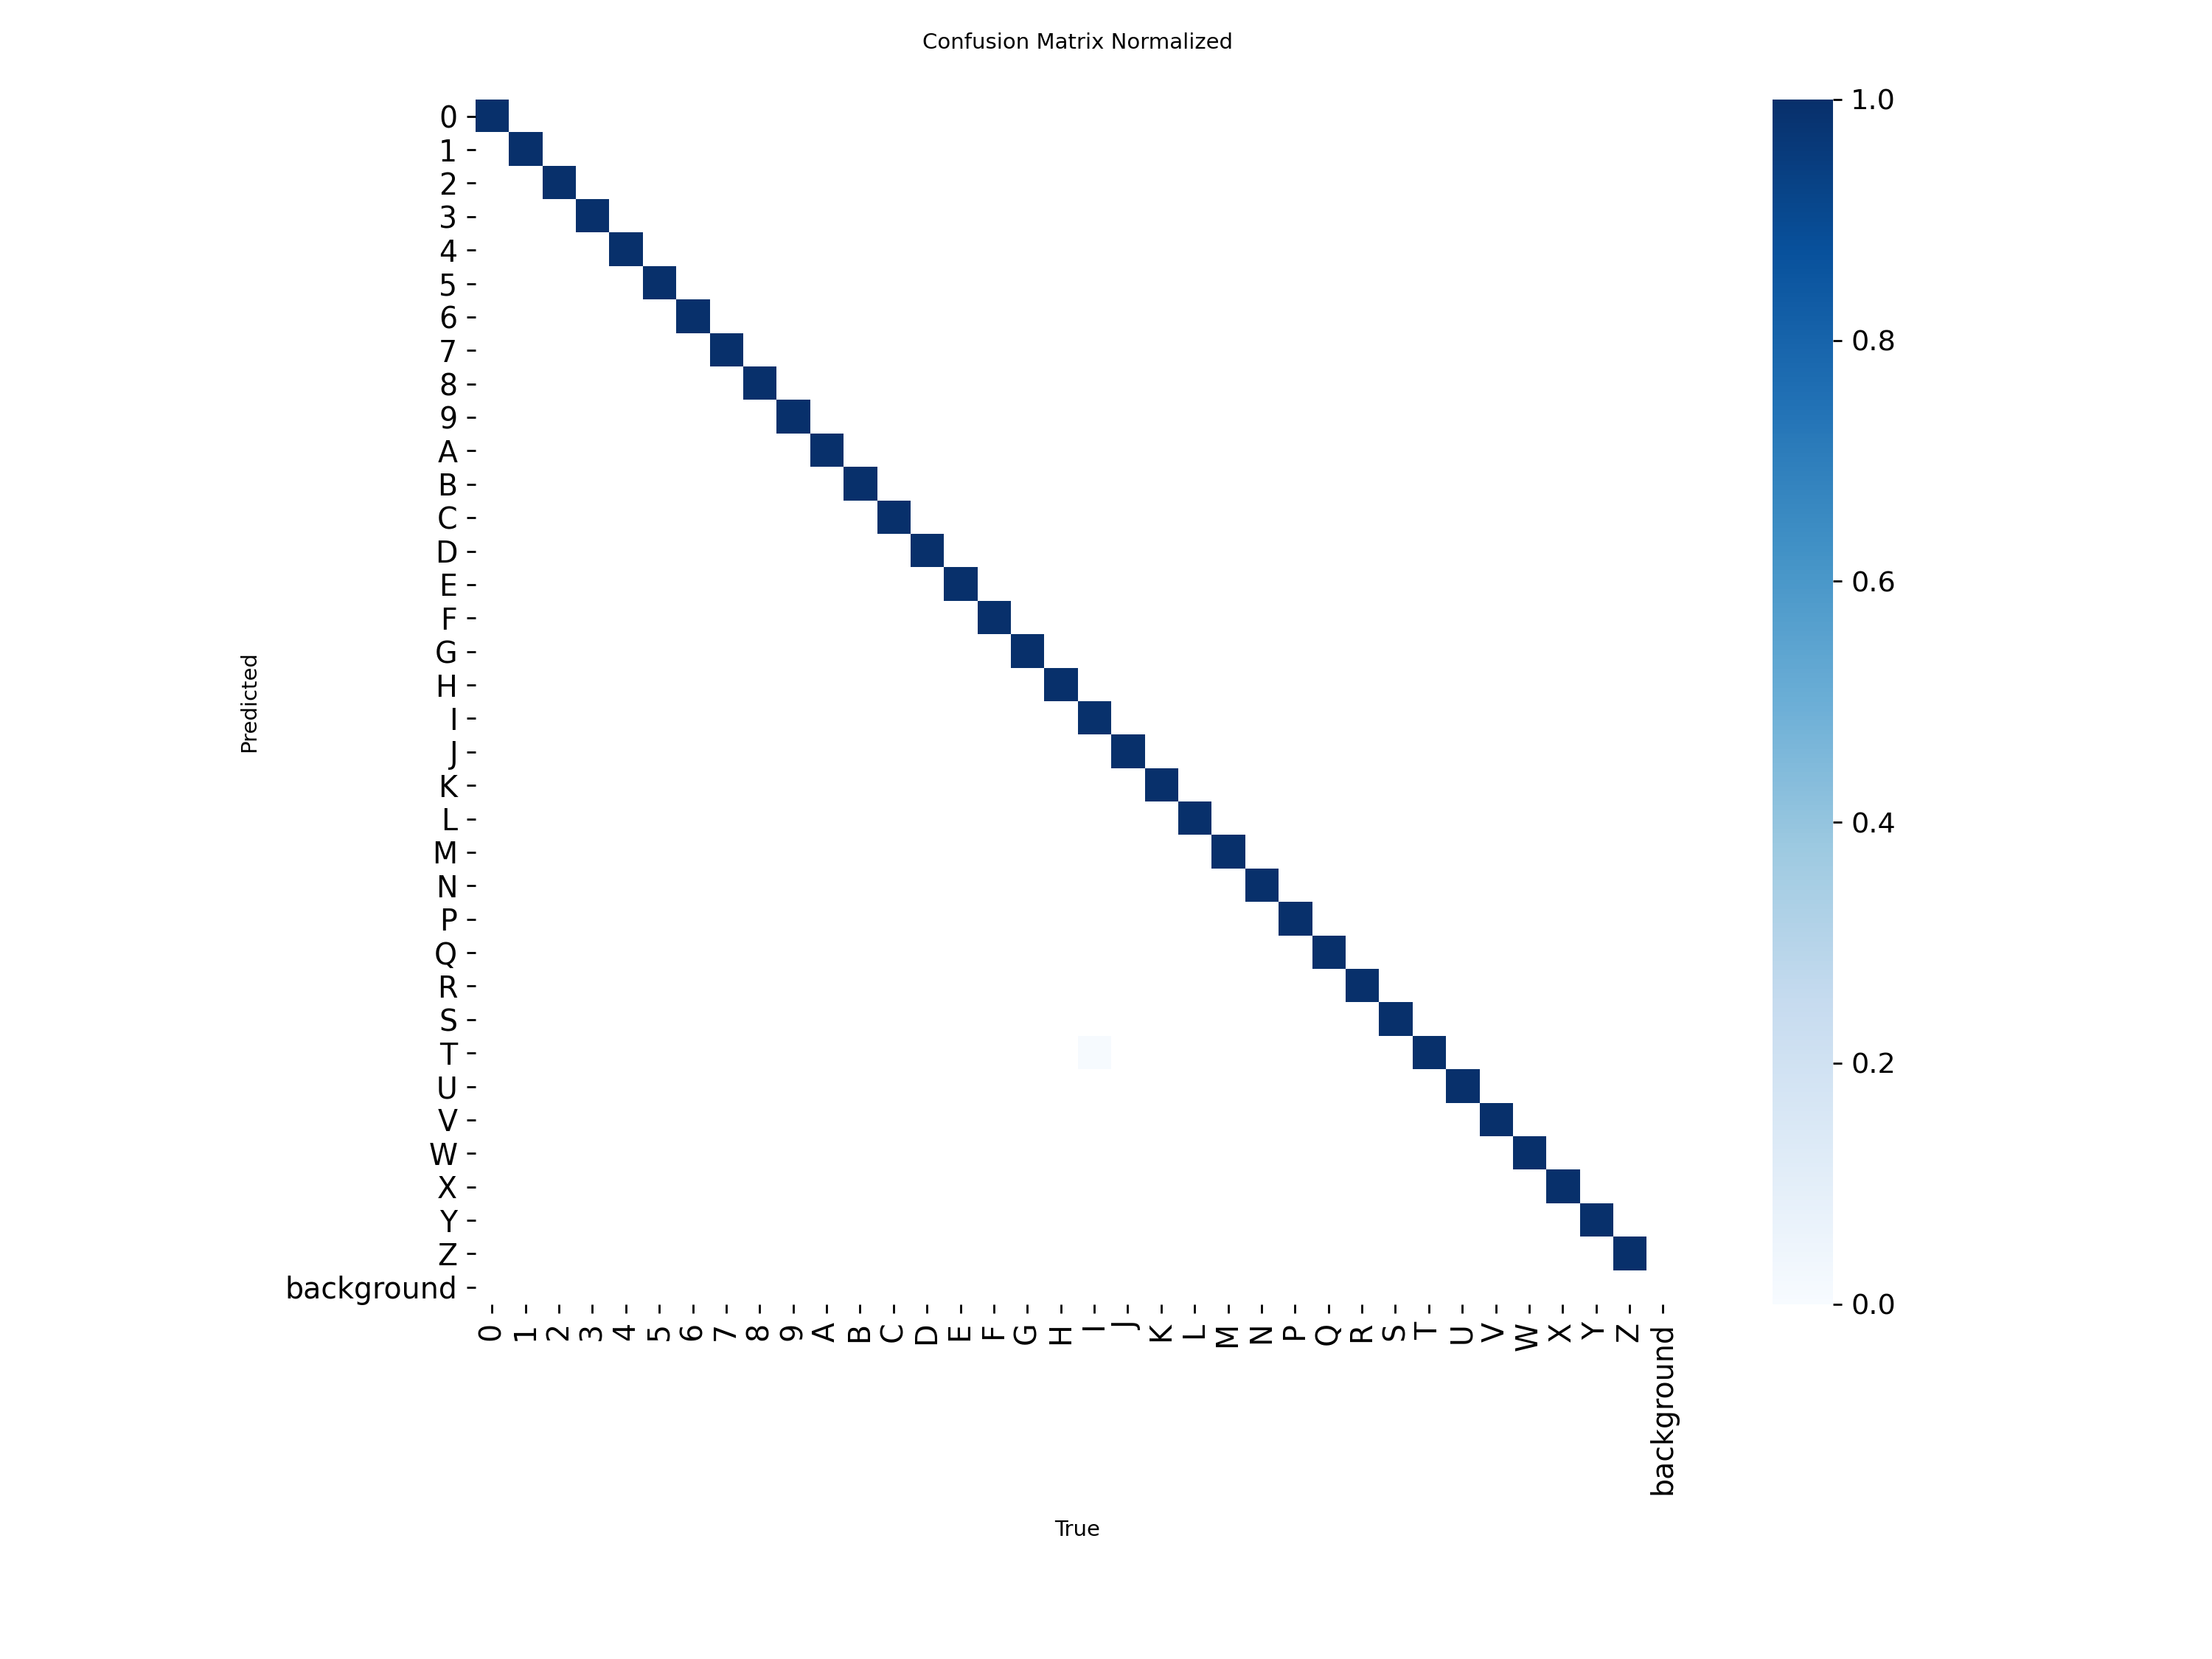 Confusion Matrix Normalized
0
1
2
3
4
5
6
7
8
9
A
B
C
D
E
F
G
H
I
J
K
L
M
N
P
Q
R
S
T
U
V
W
X
Y
Z
background
Predicted
0 1 2 3 4 5 6 7 8 9 A B C D E F G H I J K L M N P Q R S T U V W X Y Z background
True
1.0
0.8
0.6
0.4
0.2
0.0